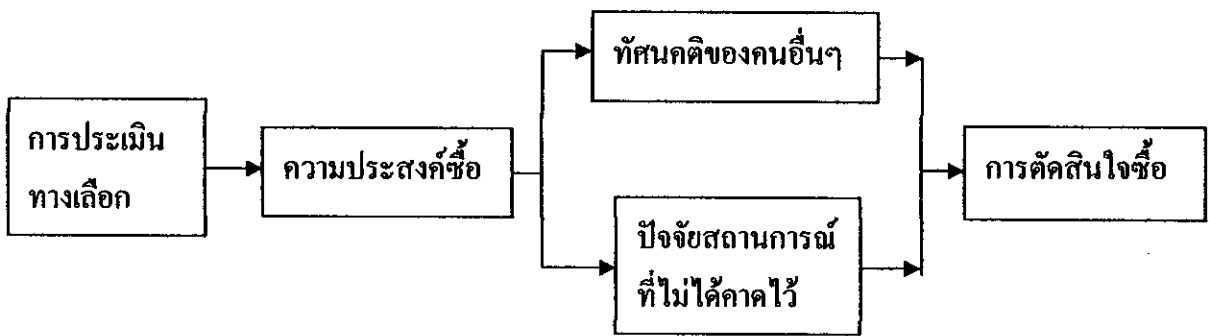 การประเมิน
ทางเลือก
ความประสงค์ซื้อ
ทัศนคติของคนอื่นๆ
ปัจจัยสถานการณ์
ที่ไม่ได้คาดไว้
การตัดสินใจซื้อ